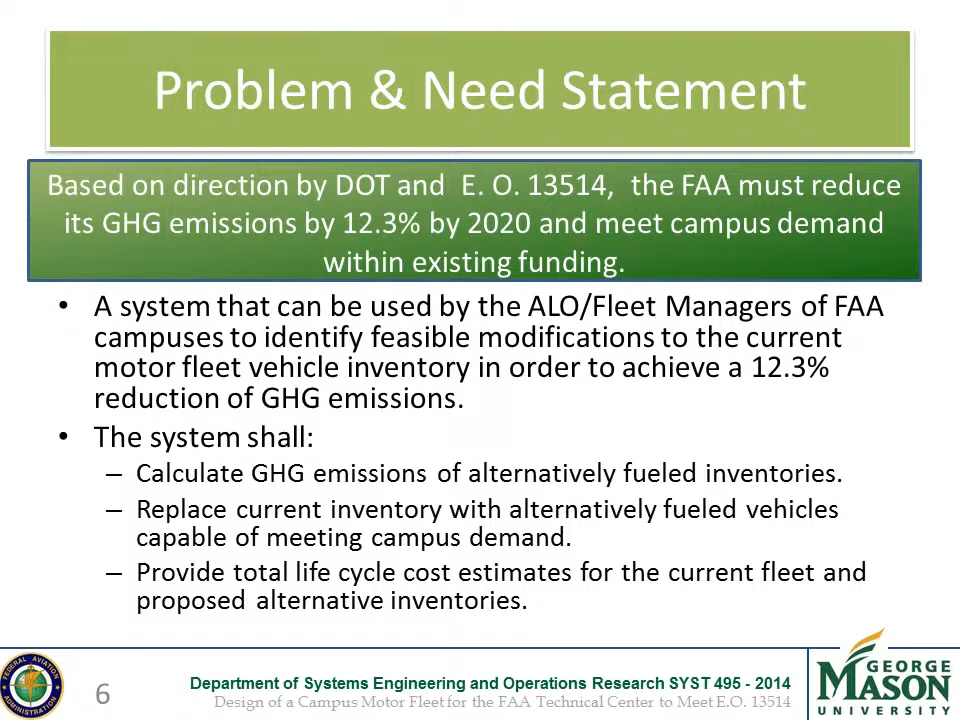 Problem & Need Statement
Based on direction by DOT and E. O. 13514, the FAA must reduce
its GHG emissions by 12.3% by 2020 and meet campus demand
within existing funding.
• A system that can be used by the ALO/Fleet Managers of FAA
campuses to identify feasible modifications to the current
motor fleet vehicle inventory in order to achieve a 12.3%
reduction of GHG emissions.
• The system shall:
– Calculate GHG emissions of alternatively fueled inventories.
– Replace current inventory with alternatively fueled vehicles
capable of meeting campus demand.
– Provide total life cycle cost estimates for the current fleet and
proposed alternative inventories.
FEDERAL AVIATION
ADMINISTRATION
6
Department of Systems Engineering and Operations Research SYST 495 - 2014
Design of a Campus Motor Fleet for the FAA Technical Center to Meet E.O. 13514
GEORGE
MASON
UNIVERSITY